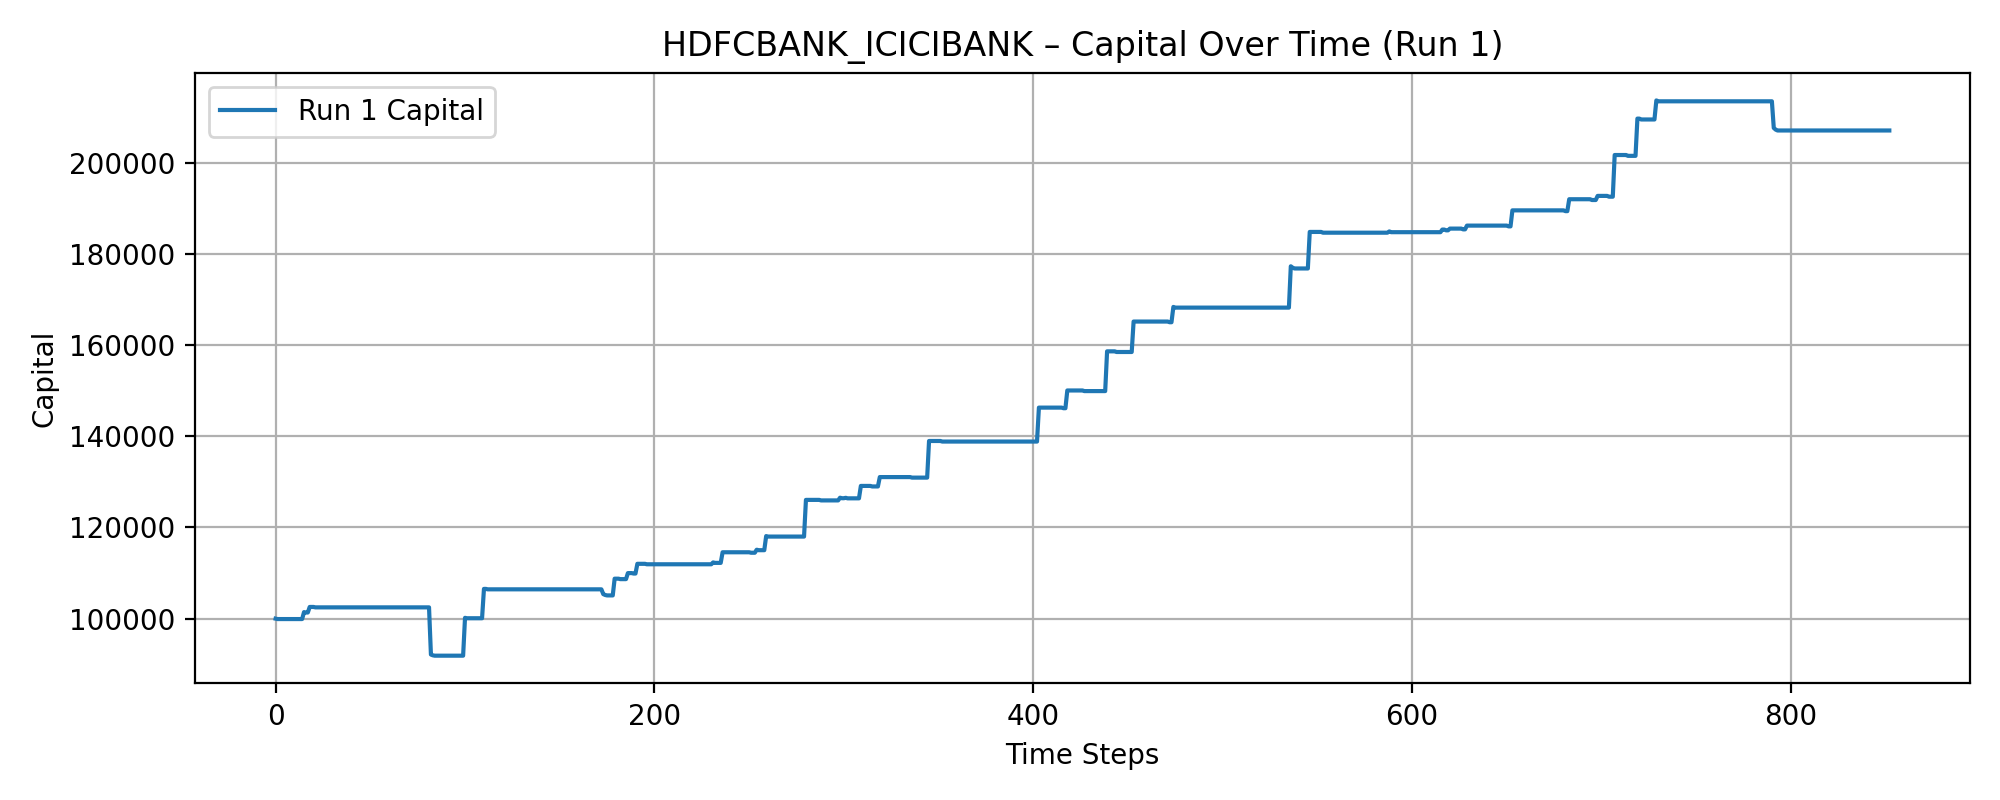 HDFCBANK_ICICIBANK – Capital Over Time (Run 1)
Run 1 Capital
200000
180000
160000
140000
120000
100000
Capital
0 200 400 600 800
Time Steps